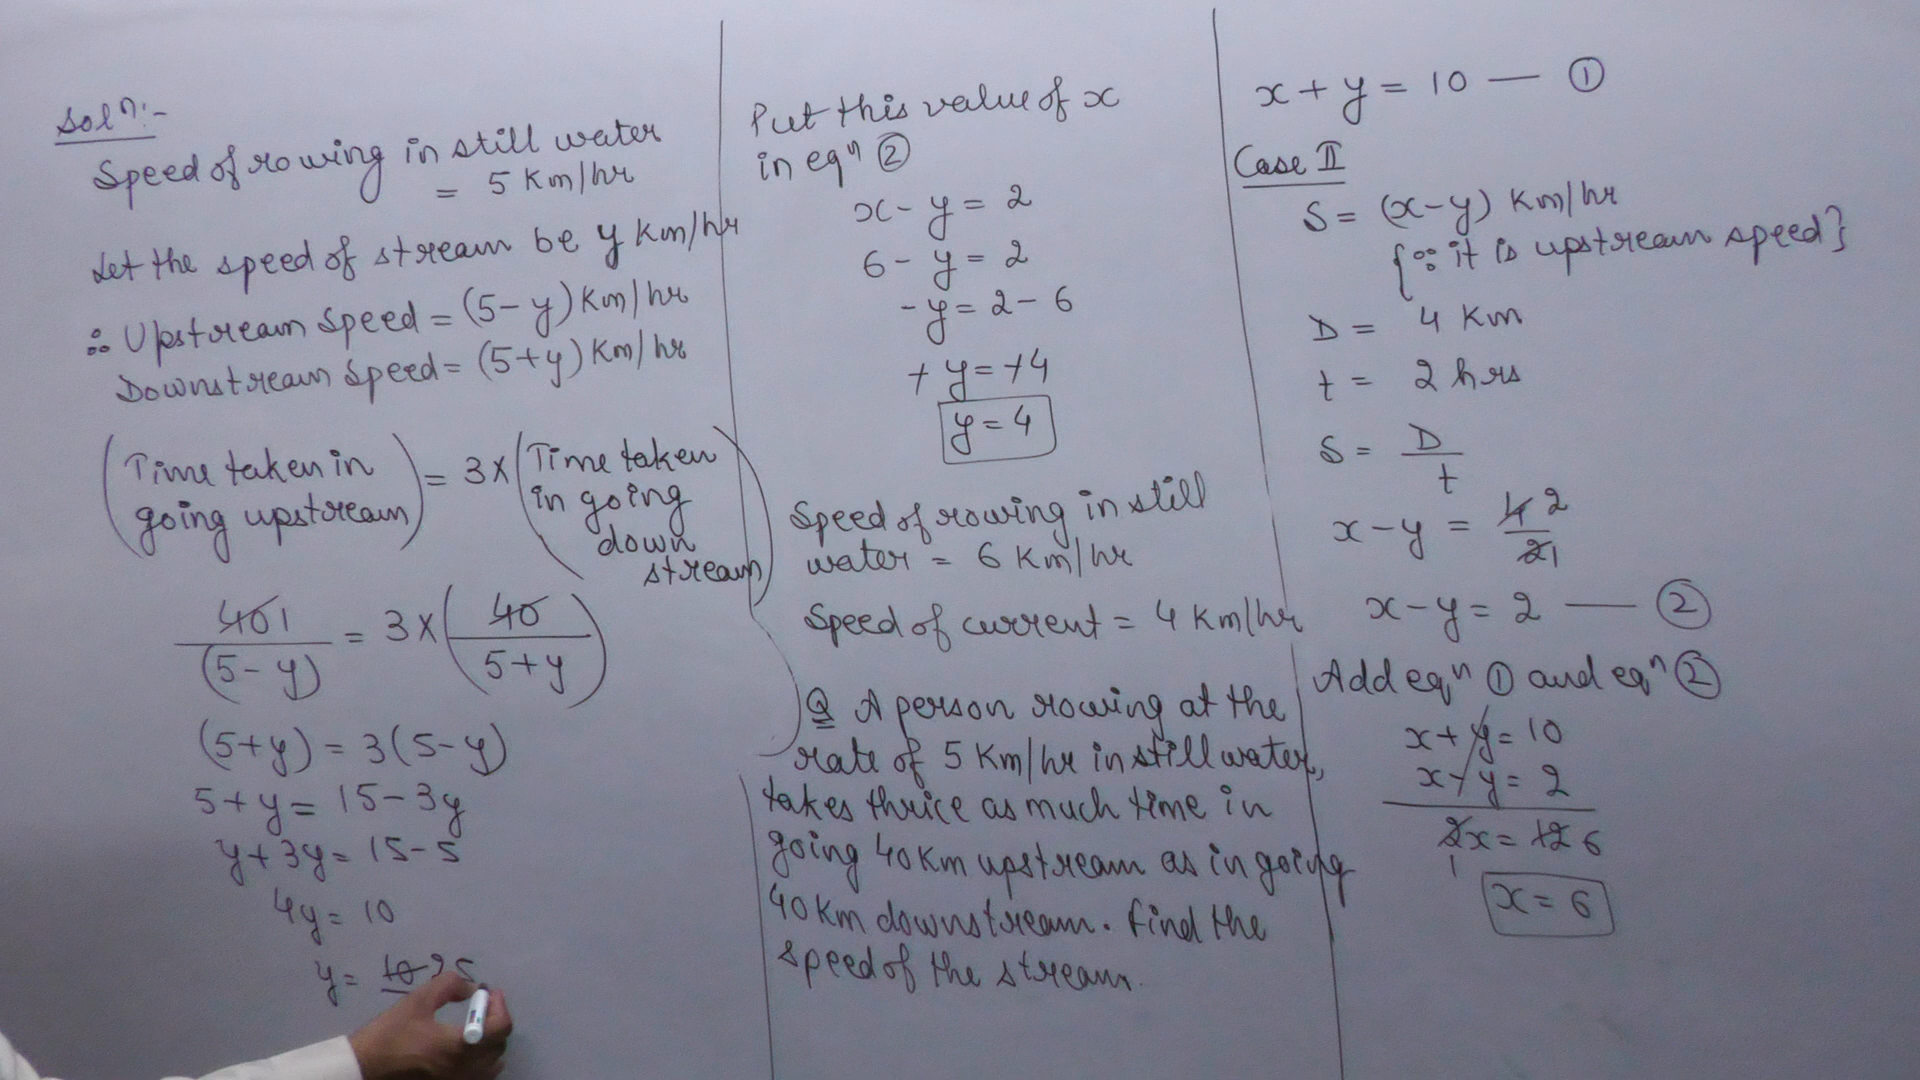 Solⁿ:-
Speed of rowing in still water
= 5 Km/hr
Let the speed of stream be y Km/hr
∴ Upstream Speed = (5-y) Km/hr
Downstream Speed = (5+y) Km/hr
(Time taken in going upstream) = 3 × (Time taken in going down stream)
401/(5-y) = 3 × (40/5+y)
(5+y) = 3(5-y)
5+y = 15-3y
y+3y = 15-5
4y = 10
y = 10 25
Put this value of x
in eqⁿ ②
x-y = 2
6-y = 2
-y = 2-6
+y = +4
y = 4
Speed of rowing in still
water = 6 Km/hr
Speed of current = 4 Km/hr
Q A person rowing at the
rate of 5 Km/hr in still water,
takes thrice as much time in
going 40 Km upstream as in going
40 Km downstream. Find the
speed of the stream.
x+y = 10 — ①
Case II
S = (x-y) Km/hr
{∵ it is upstream speed}
D = 4 Km
t = 2 hrs
S = D/t
x-y = 4 2/2 1
x-y = 2 — ②
Add eqⁿ ① and eqⁿ ②
x+y = 10
x-y = 2
2x = 12 6
1
x = 6